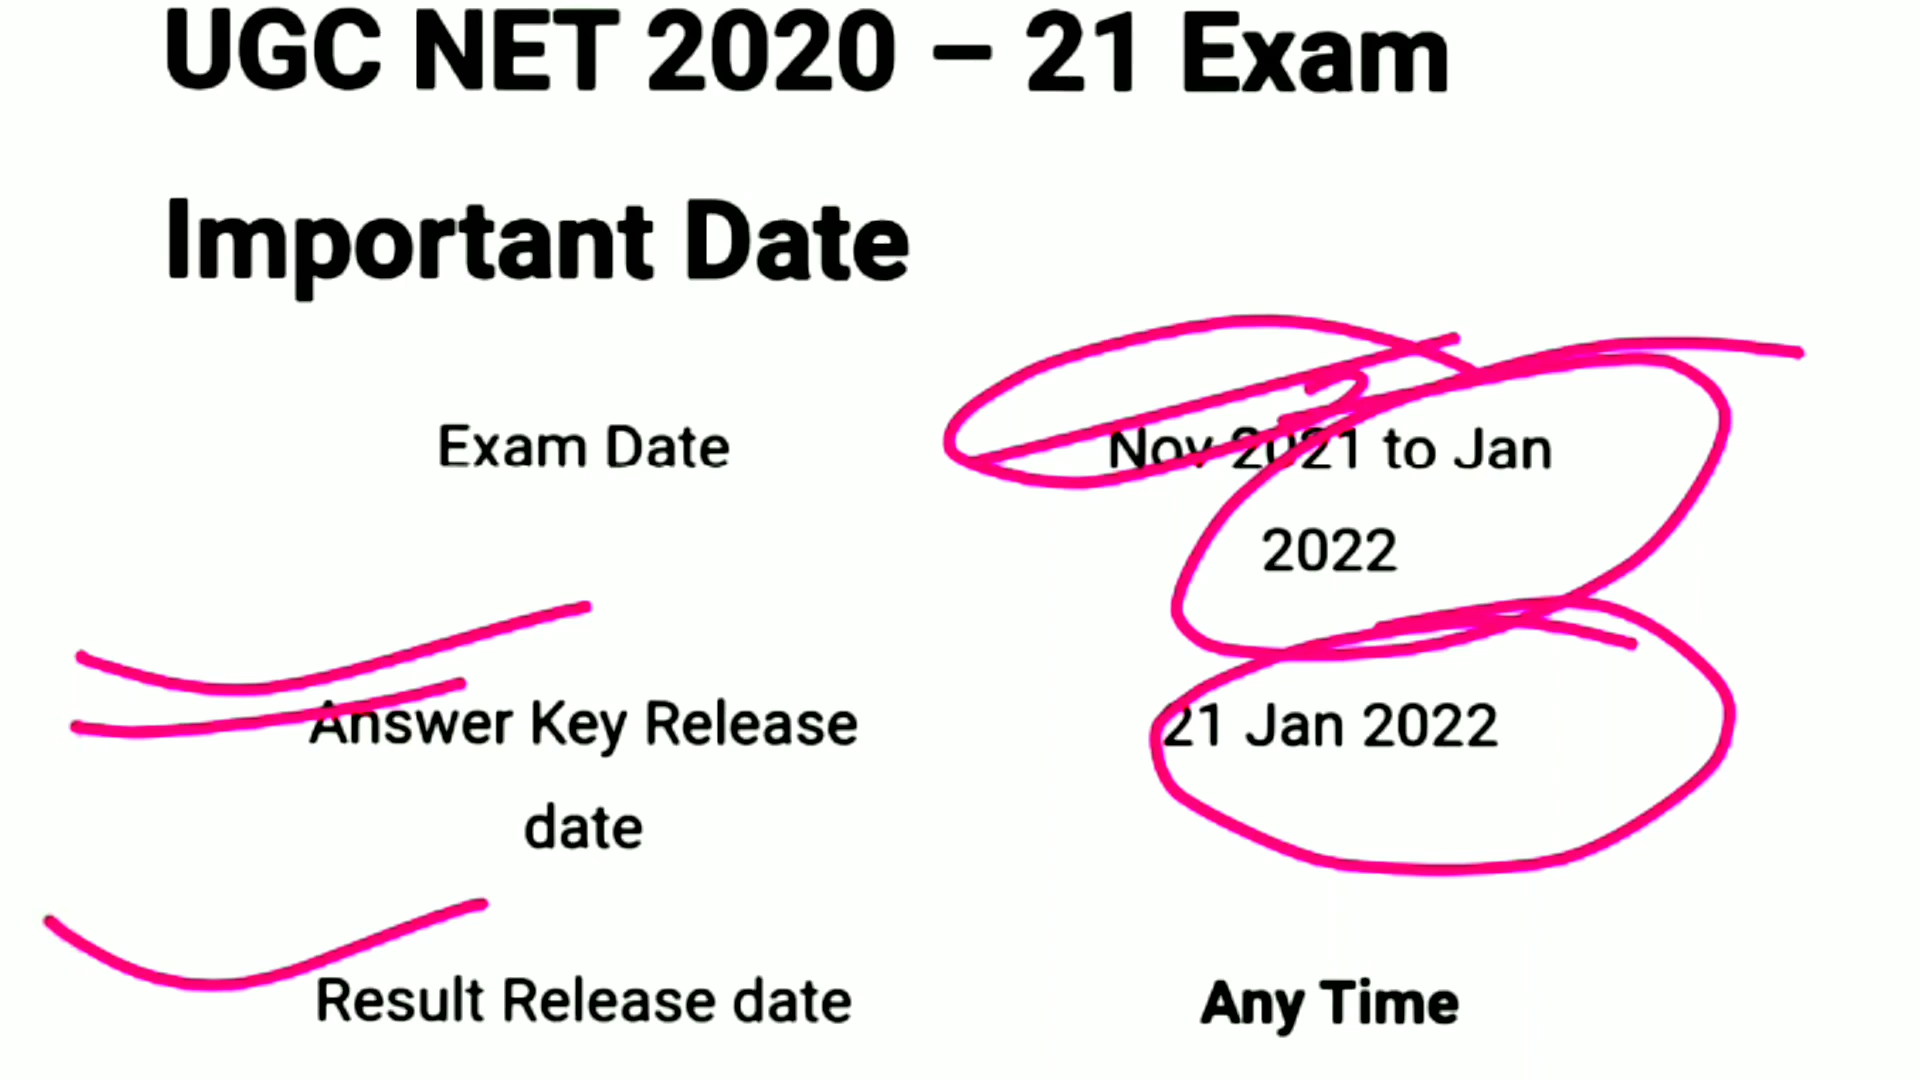 UGC NET 2020 – 21 Exam
Important Date
Exam Date Nov 2021 to Jan
2022
Answer Key Release 21 Jan 2022
date
Result Release date Any Time